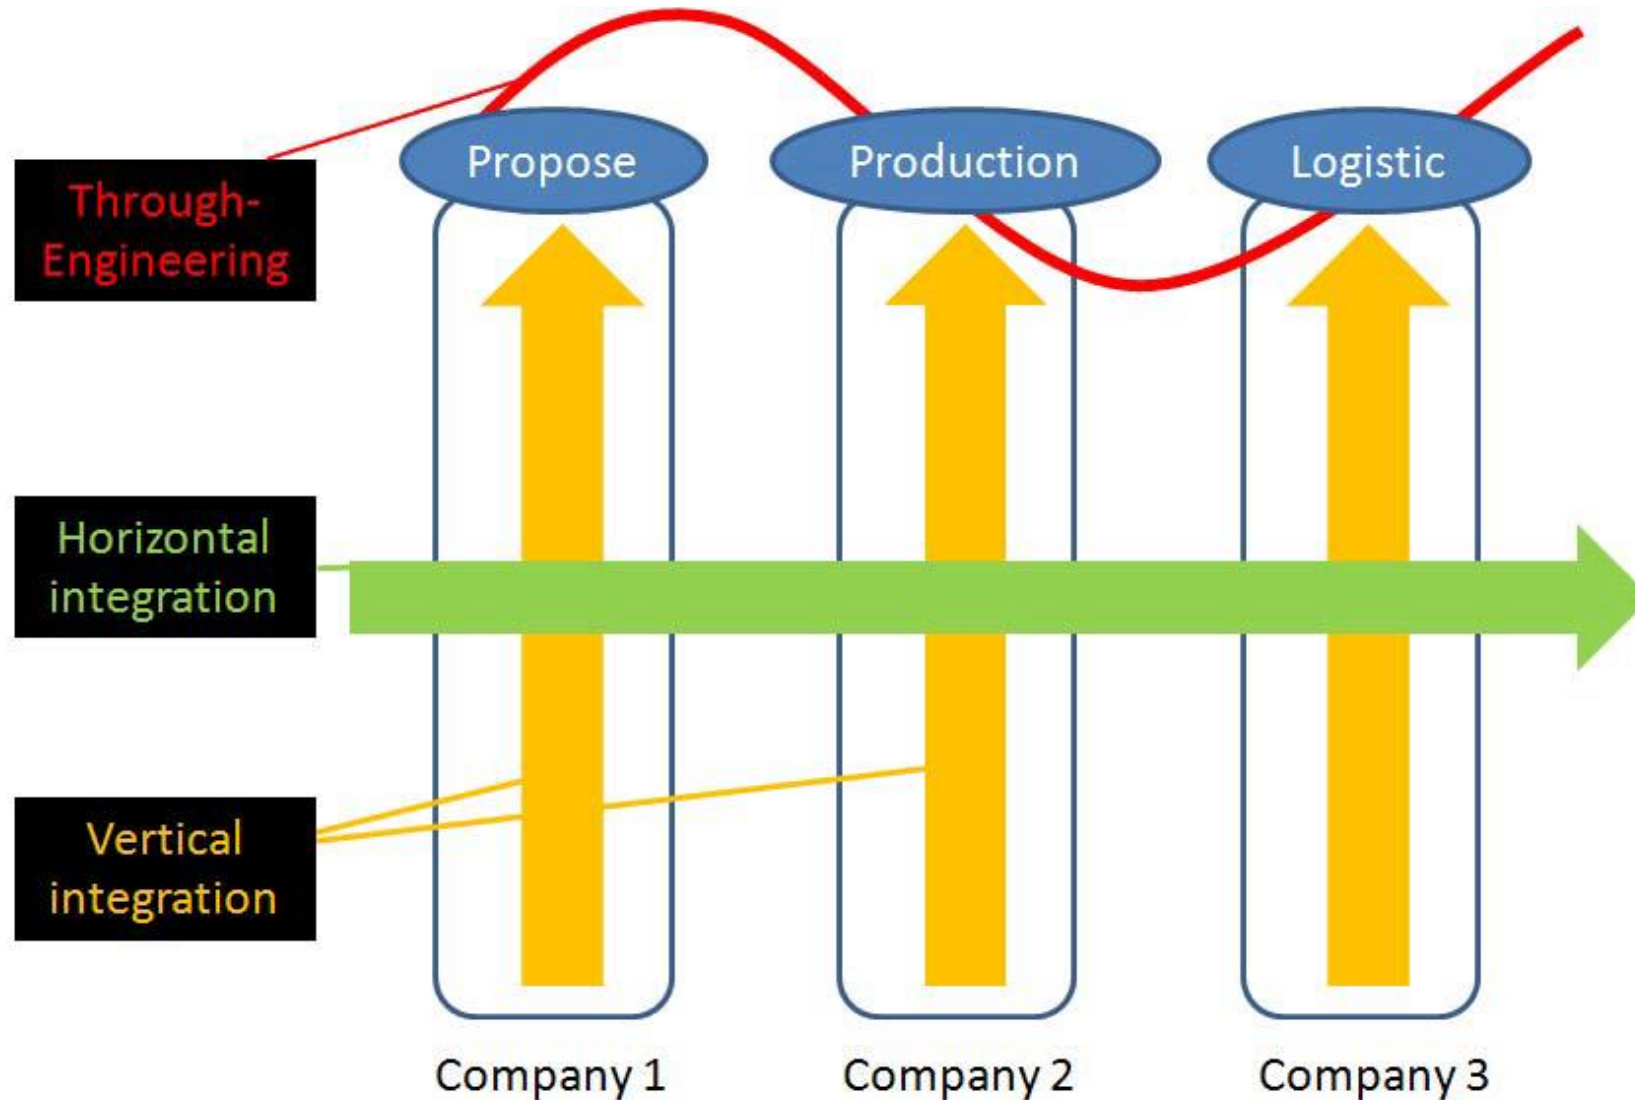 Propose
Production
Logistic
Through-
Engineering
Horizontal
integration
Vertical
integration
Company 1
Company 2
Company 3